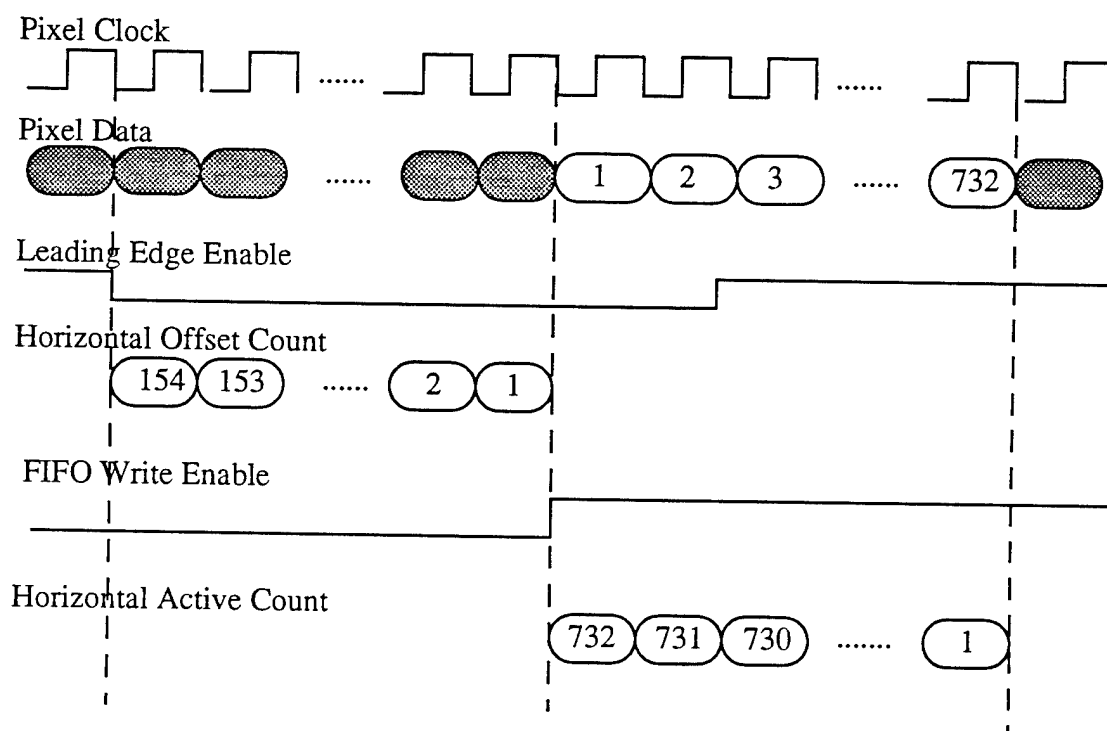 Pixel Clock
...... ......
Pixel Data
...... 1 2 3 ...... 732
Leading Edge Enable
Horizontal Offset Count
154 153 ...... 2 1
FIFO Write Enable
Horizontal Active Count
732 731 730 ....... 1